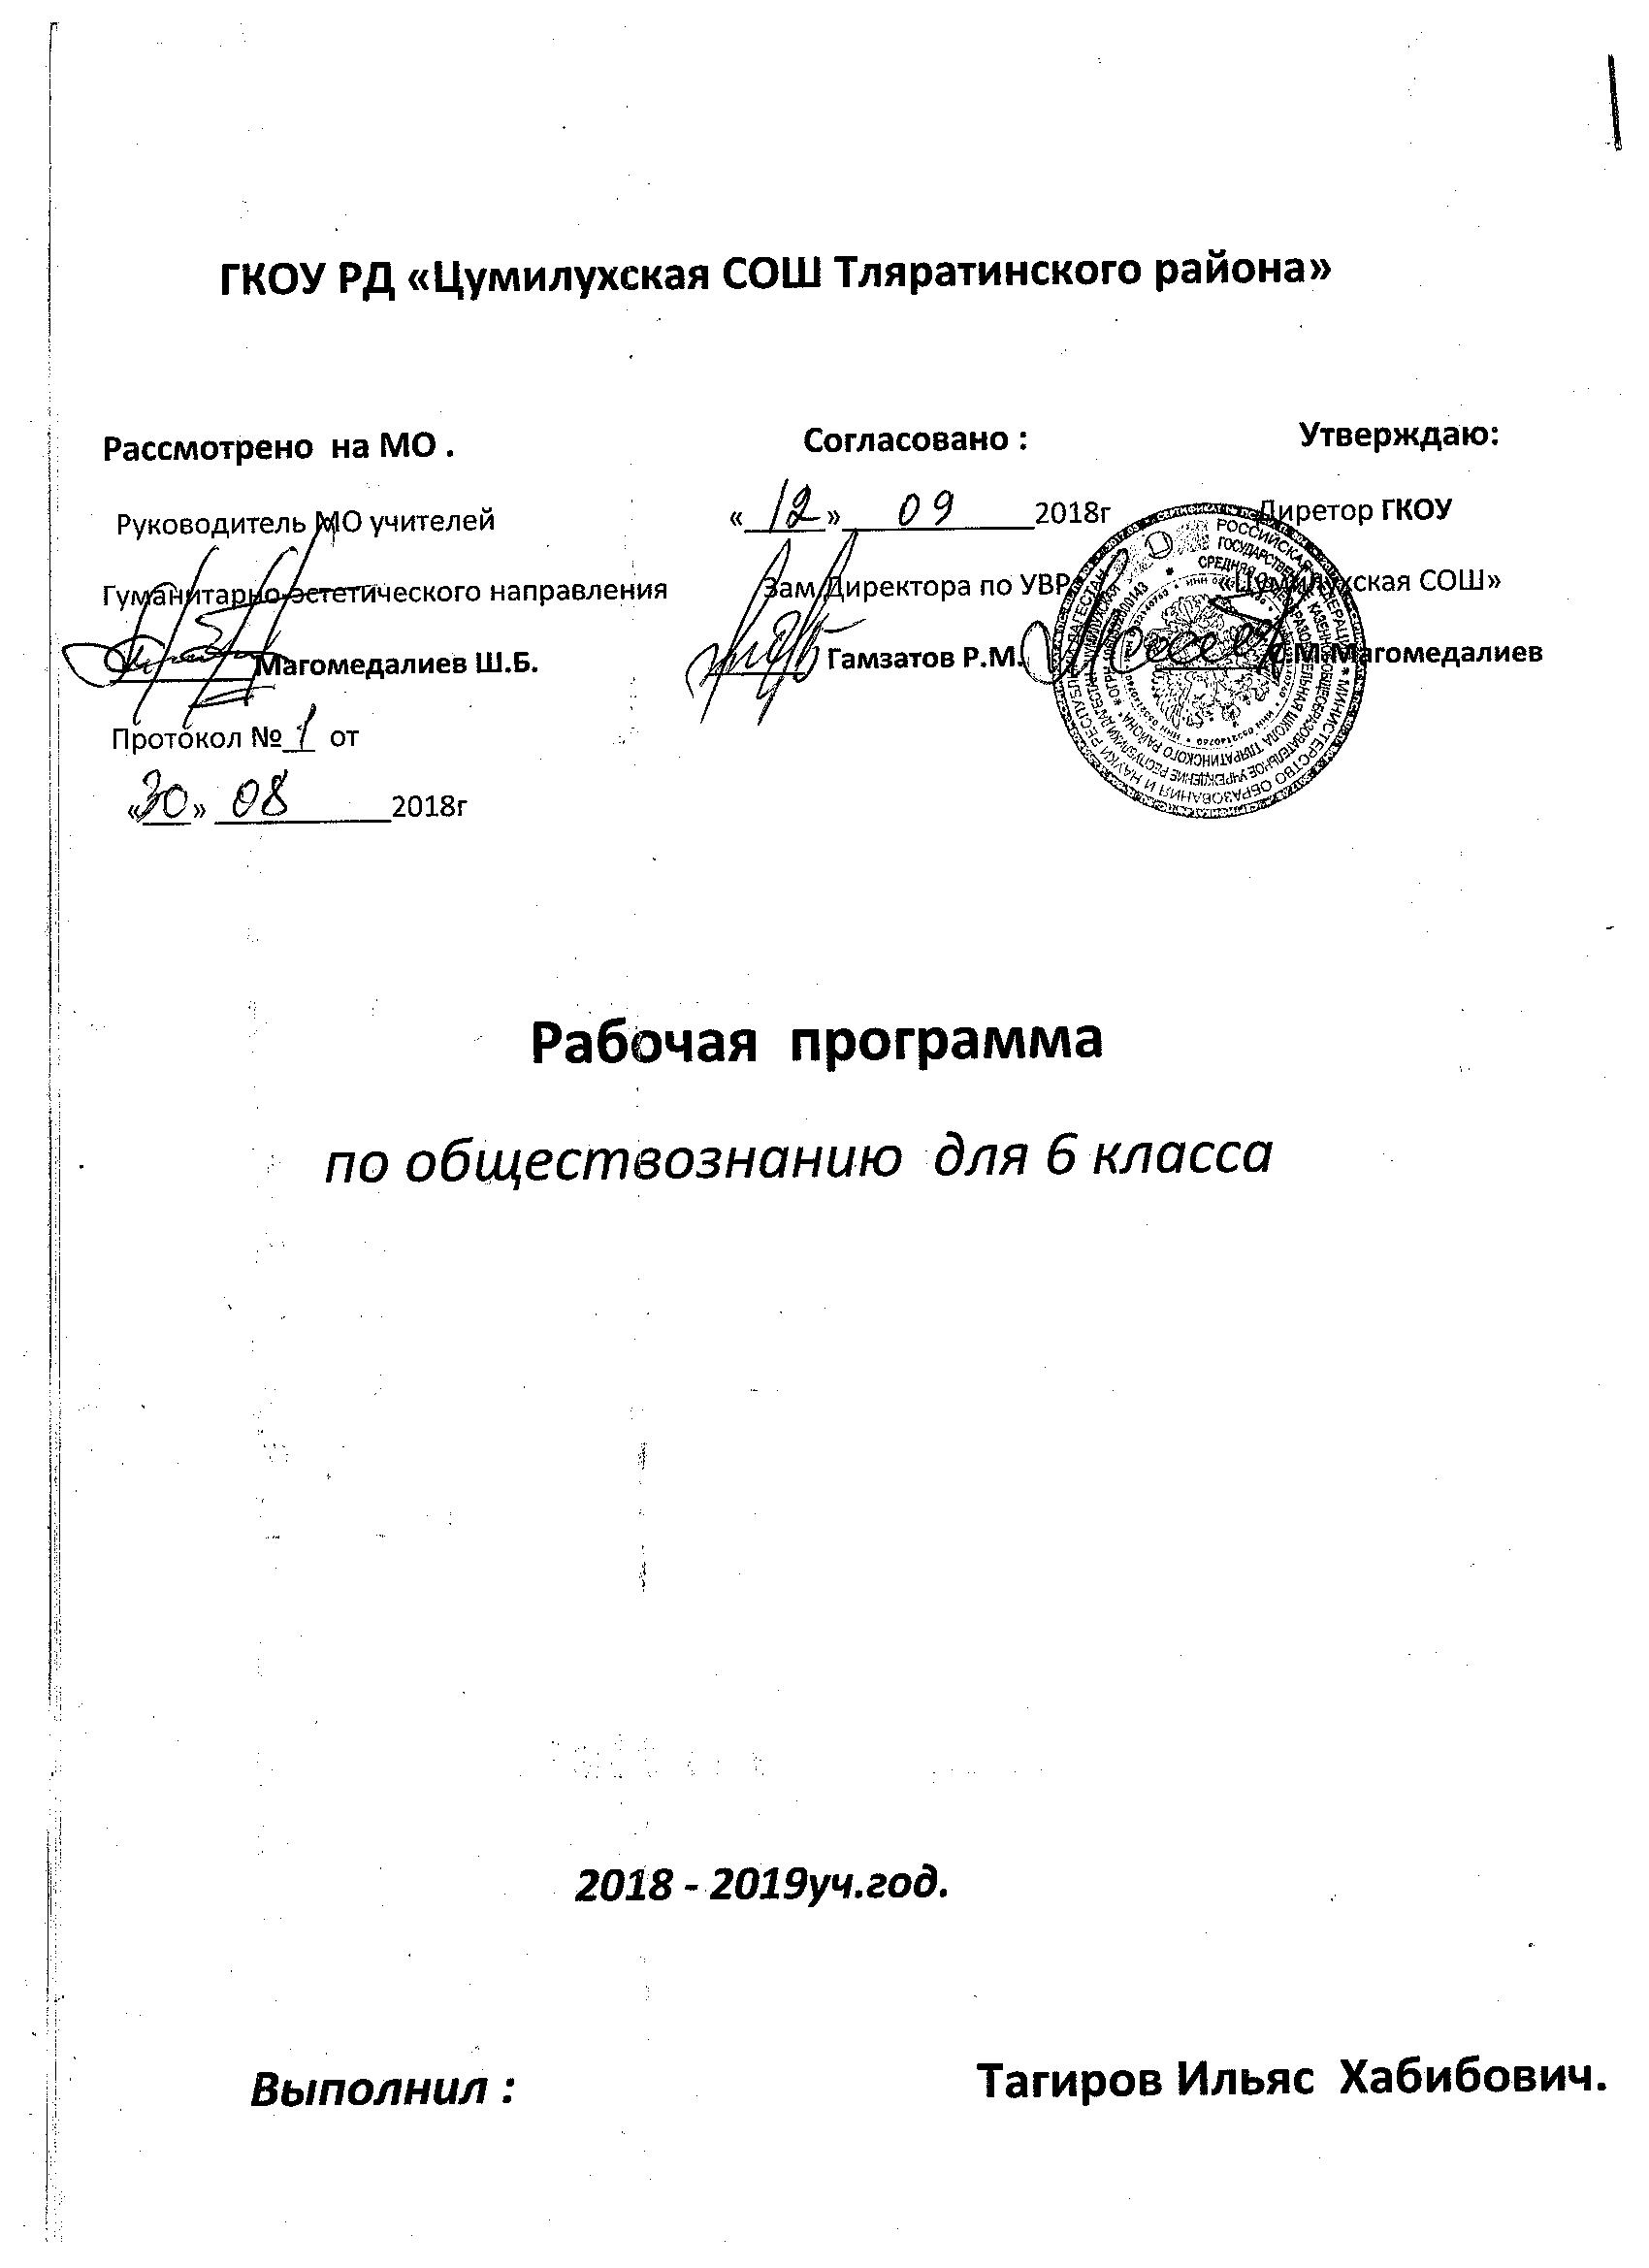 ГКОУ РД «Цумилухская СОШ Тляратинского района»
Рассмотрено на МО .
Руководитель МО учителей
Гуманитарно-эстетического направления
Магомедалиев Ш.Б.
Протокол № 1 от
«30» 08 2018г
Согласовано :
«12» 09 2018г
Зам Директора по УВР
Гамзатов Р.М.
Утверждаю:
Диретор ГКОУ
«Цумилухская СОШ»
Магомедалиев
Рабочая программа
по обществознанию для 6 класса
2018 - 2019уч.год.
Выполнил :
Тагиров Ильяс Хабибович.